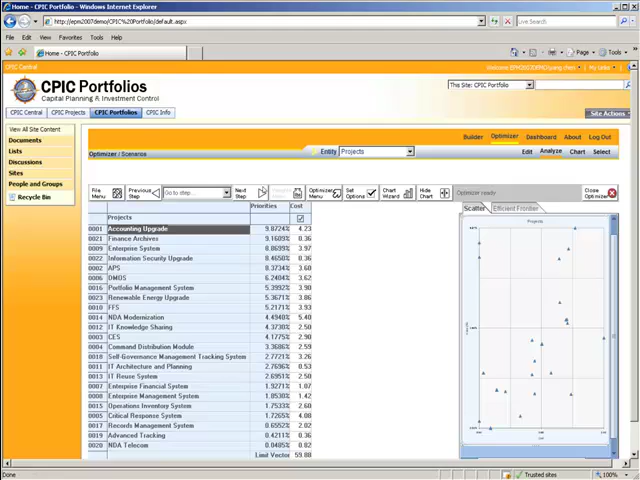 Home - CPIC Portfolio - Windows Internet Explorer
http://epm2007demo/CPIC%20Portfolio/default.aspx
Live Search
File Edit View Favorites Tools Help
Home - CPIC Portfolio
Page Tools
CPIC Central
My Links
CPIC Portfolios
Capital Planning & Investment Control
This Site: CPIC Portfolio
CPIC Central CPIC Projects CPIC Portfolios CPIC Info
Site Actions
View All Site Content
Documents
Lists
Discussions
Sites
People and Groups
Recycle Bin
Builder Optimizer Dashboard About Log Out
Optimizer / Scenarios
Entity Projects
Edit Analyze Chart Select
File Menu
Previous Step
Go to step...
Next Step
Optimizer Menu
Set Options
Chart Wizard
Hide Chart
Optimizer ready
Close Optimizer
Priorities Cost
Projects
0001 Accounting Upgrade 9.8724% 4.23
0021 Finance Archives 9.1609% 0.36
0009 Enterprise System 8.8699% 3.97
0022 Information Security Upgrade 8.4650% 0.36
0002 APS 8.3734% 3.60
0006 DMOS 6.2404% 3.62
0016 Portfolio Management System 5.3992% 3.90
0023 Renewable Energy Upgrade 5.3671% 3.86
0010 FFS 5.2171% 3.93
0014 NDA Modernization 4.4940% 5.40
0012 IT Knowledge Sharing 4.3730% 2.50
0003 CES 4.1775% 2.90
0004 Command Distribution Module 3.3686% 2.59
0018 Self-Governance Management Tracking System 2.7721% 3.26
0011 IT Architecture and Planning 2.7696% 0.53
0013 IT Reuse System 2.6951% 2.50
0007 Enterprise Financial System 1.9271% 1.07
0008 Enterprise Management System 1.8530% 1.42
0015 Operations Inventory System 1.7533% 2.60
0005 Critical Response System 1.7265% 4.08
0017 Records Management System 0.6552% 2.02
0019 Advanced Tracking 0.4211% 0.36
0020 NDA Telecom 0.0485% 0.82
Limit Vector 59.88
Scatter Efficient Frontier
Projects
Cost
Done
Trusted sites
100%